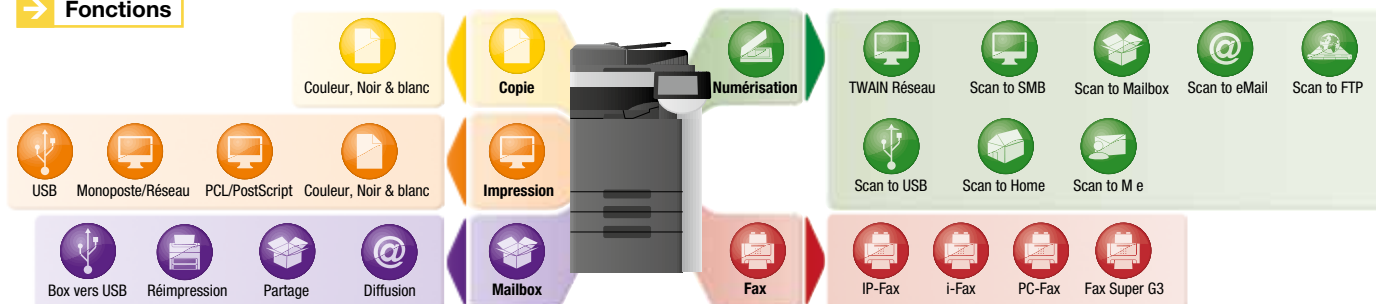 Fonctions
Couleur, Noir & blanc
Copie
Numérisation
TWAIN Réseau
Scan to SMB
Scan to Mailbox
Scan to eMail
Scan to FTP
Scan to USB
Scan to Home
Scan to M e
USB
Monoposte/Réseau
PCL/PostScript
Couleur, Noir & blanc
Impression
Box vers USB
Réimpression
Partage
Diffusion
Mailbox
Fax
IP-Fax
i-Fax
PC-Fax
Fax Super G3